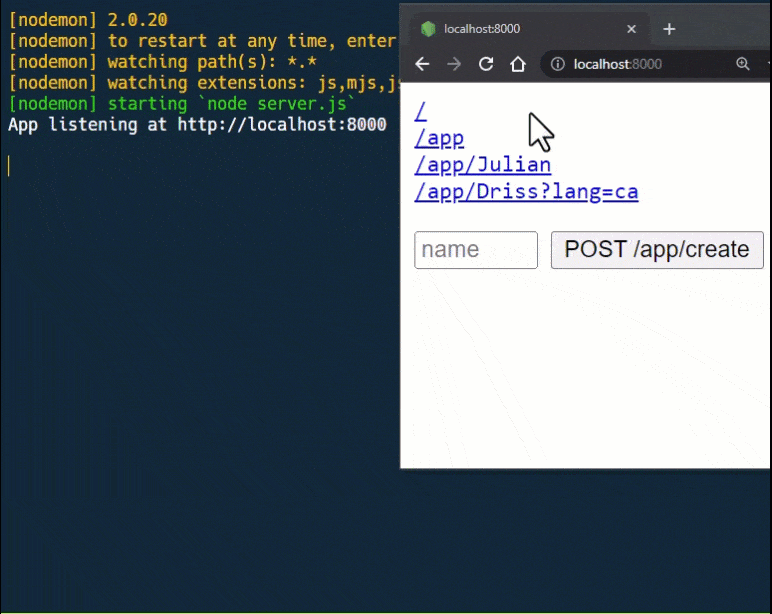 [nodemon] 2.0.20
[nodemon] to restart at any time, enter
[nodemon] watching path(s): *.*
[nodemon] watching extensions: js,mjs,js
[nodemon] starting `node server.js`
App listening at http://localhost:8000
localhost:8000
localhost:8000
/
/app
/app/Julian
/app/Driss?lang=ca
name
POST /app/create